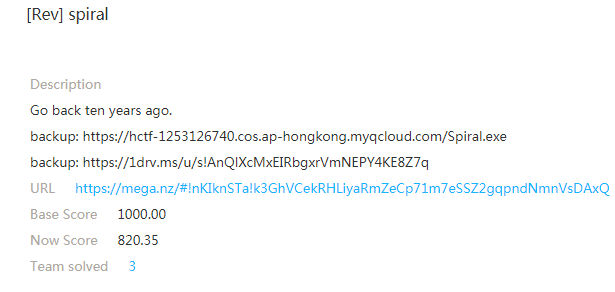 [Rev] spiral
Description
Go back ten years ago.
backup: https://hctf-1253126740.cos.ap-hongkong.myqcloud.com/Spiral.exe
backup: https://1drv.ms/u/s!AnQlXcMxEIRbgxrVmNEPY4KE8Z7q
URL https://mega.nz/#!nKIknSTa!k3GhVCekRHLiyaRmZeCp71m7eSSZ2gqpndNmnVsDAxQ
Base Score 1000.00
Now Score 820.35
Team solved 3